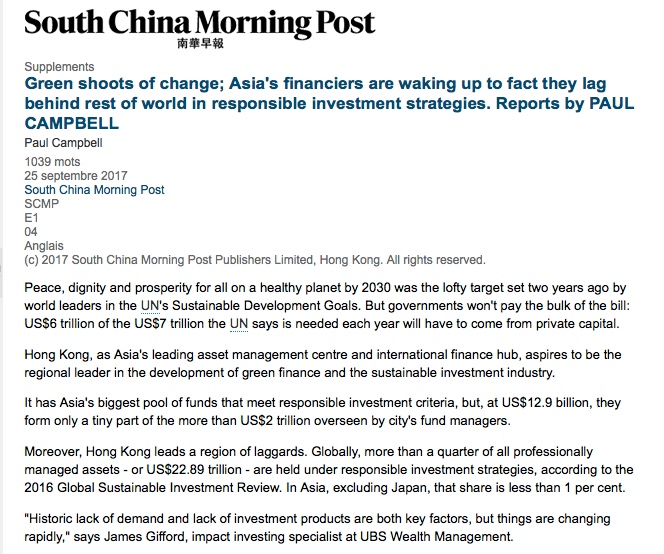 South China Morning Post
南華早報
Supplements
Green shoots of change; Asia's financiers are waking up to fact they lag
behind rest of world in responsible investment strategies. Reports by PAUL
CAMPBELL
Paul Campbell
1039 mots
25 septembre 2017
South China Morning Post
SCMP
E1
04
Anglais
(c) 2017 South China Morning Post Publishers Limited, Hong Kong. All rights reserved.
Peace, dignity and prosperity for all on a healthy planet by 2030 was the lofty target set two years ago by
world leaders in the UN's Sustainable Development Goals. But governments won't pay the bulk of the bill:
US$6 trillion of the US$7 trillion the UN says is needed each year will have to come from private capital.
Hong Kong, as Asia's leading asset management centre and international finance hub, aspires to be the
regional leader in the development of green finance and the sustainable investment industry.
It has Asia's biggest pool of funds that meet responsible investment criteria, but, at US$12.9 billion, they
form only a tiny part of the more than US$2 trillion overseen by city's fund managers.
Moreover, Hong Kong leads a region of laggards. Globally, more than a quarter of all professionally
managed assets - or US$22.89 trillion - are held under responsible investment strategies, according to the
2016 Global Sustainable Investment Review. In Asia, excluding Japan, that share is less than 1 per cent.
"Historic lack of demand and lack of investment products are both key factors, but things are changing
rapidly," says James Gifford, impact investing specialist at UBS Wealth Management.